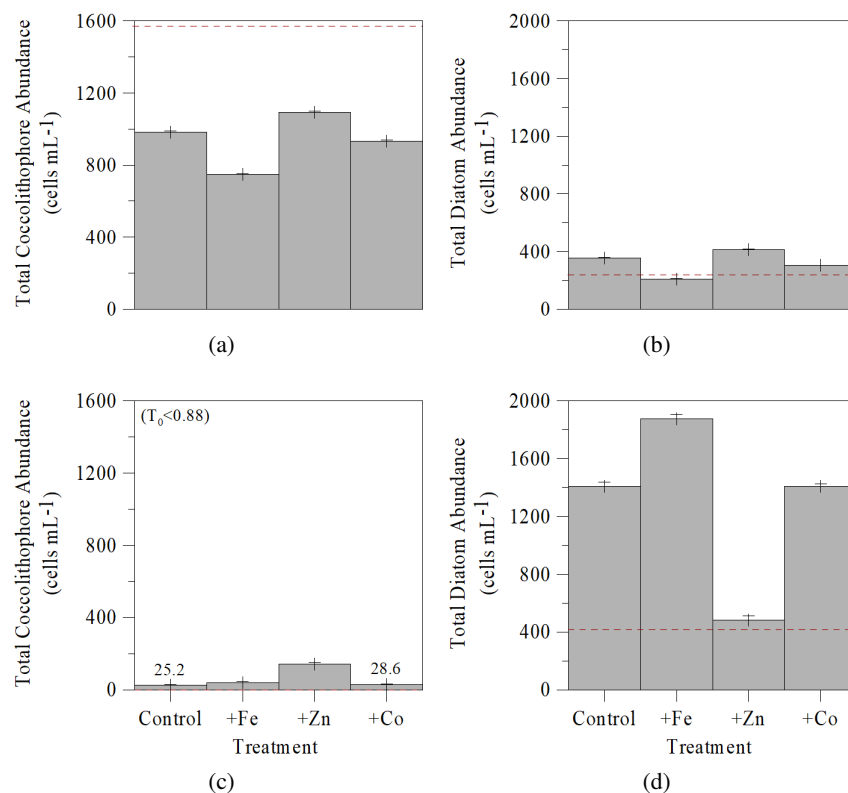 Total Coccolithophore Abundance
(cells mL⁻¹)
1600
1200
800
400
0
(a)
Total Diatom Abundance
(cells mL⁻¹)
2000
1600
1200
800
400
0
(b)
Total Coccolithophore Abundance
(cells mL⁻¹)
1600
1200
800
400
0
(T₀<0.88)
25.2
28.6
Control +Fe +Zn +Co
Treatment
(c)
Total Diatom Abundance
(cells mL⁻¹)
2000
1600
1200
800
400
0
Control +Fe +Zn +Co
Treatment
(d)